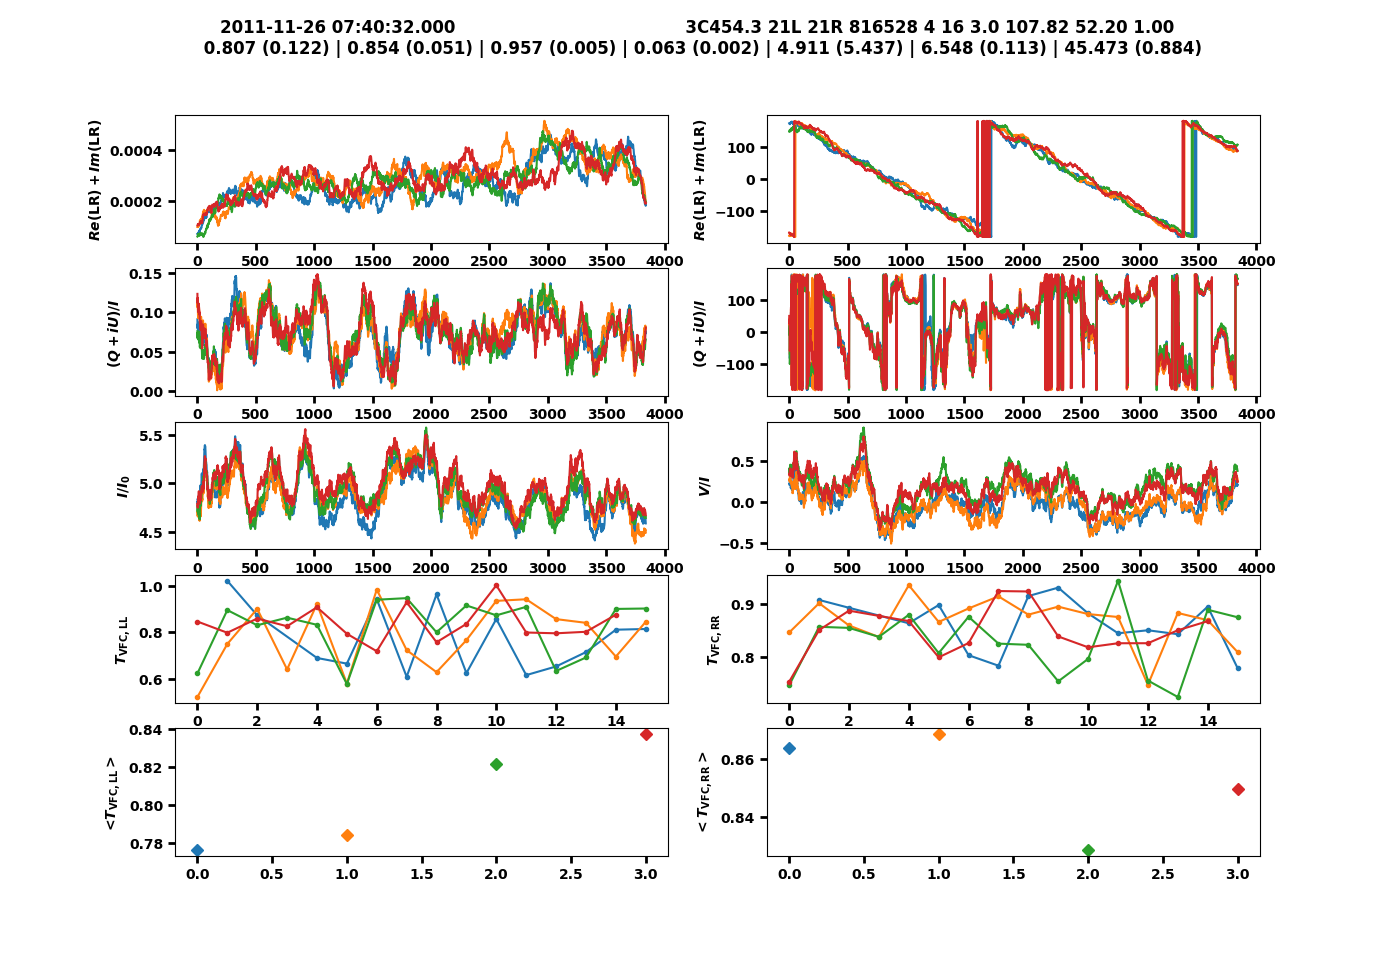 2011-11-26 07:40:32.000 3C454.3 21L 21R 816528 4 16 3.0 107.82 52.20 1.00
0.807 (0.122) | 0.854 (0.051) | 0.957 (0.005) | 0.063 (0.002) | 4.911 (5.437) | 6.548 (0.113) | 45.473 (0.884)
Re(LR) + Im(LR)
0.0004
0.0002
0 500 1000 1500 2000 2500 3000 3500 4000
Re(LR) + Im(LR)
100
0
−100
0 500 1000 1500 2000 2500 3000 3500 4000
(Q + iU)/I
0.15
0.10
0.05
0.00
0 500 1000 1500 2000 2500 3000 3500 4000
(Q + iU)/I
100
0
−100
0 500 1000 1500 2000 2500 3000 3500 4000
I/I0
5.5
5.0
4.5
0 500 1000 1500 2000 2500 3000 3500 4000
V/I
0.5
0.0
−0.5
0 500 1000 1500 2000 2500 3000 3500 4000
TVFC, LL
1.0
0.8
0.6
0 2 4 6 8 10 12 14
TVFC, RR
0.9
0.8
0 2 4 6 8 10 12 14
<TVFC, LL>
0.84
0.82
0.80
0.78
0.0 0.5 1.0 1.5 2.0 2.5 3.0
< TVFC, RR >
0.86
0.84
0.0 0.5 1.0 1.5 2.0 2.5 3.0